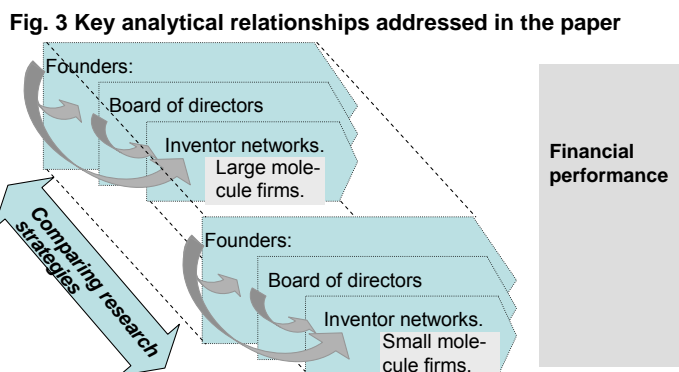 Fig. 3 Key analytical relationships addressed in the paper
Founders:
Board of directors
Inventor networks.
Large mole-
cule firms.
Financial
performance
Comparing research
strategies
Founders:
Board of directors
Inventor networks.
Small mole-
cule firms.